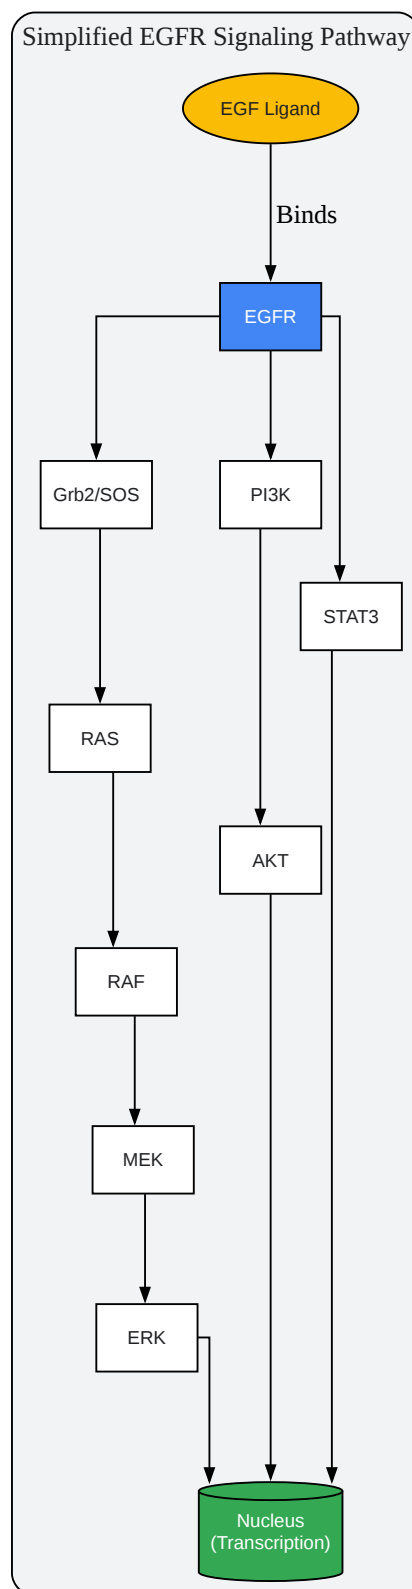 Simplified EGFR Signaling Pathway
EGF Ligand
Binds
EGFR
Grb2/SOS
PI3K
STAT3
RAS
AKT
RAF
MEK
ERK
Nucleus
(Transcription)